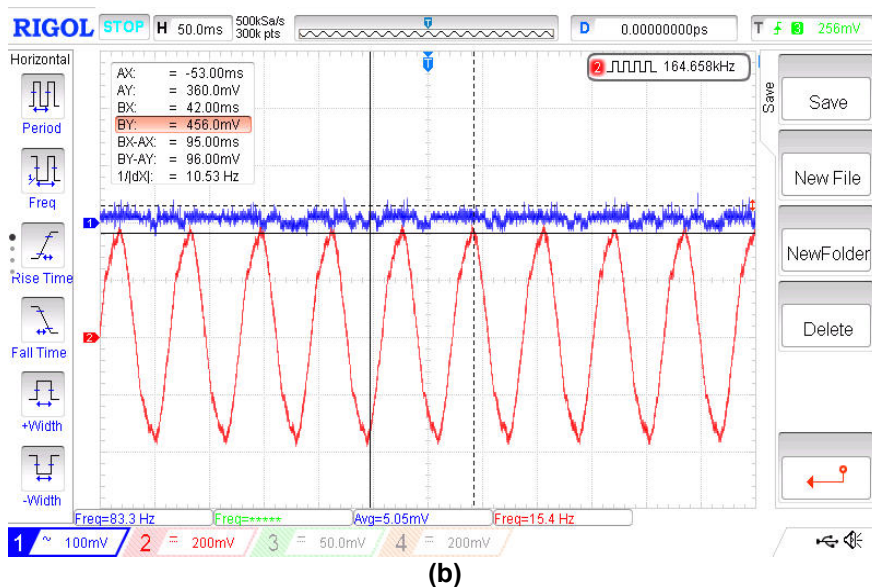 RIGOL STOP H 50.0ms 500kSa/s 300k pts D 0.00000000ps T 3 256mV
Horizontal
Period
Freq
Rise Time
Fall Time
+Width
-Width
AX: = -53.00ms
AY: = 360.0mV
BX: = 42.00ms
BY: = 456.0mV
BX-AX: = 95.00ms
BY-AY: = 96.00mV
1/|dX|: = 10.53 Hz
T
2 164.658kHz
1
2
T
Save
Save
New File
NewFolder
Delete
Freq=83.3 Hz Freq=***** Avg=5.05mV Freq=15.4 Hz
1 ~ 100mV 2 = 200mV 3 = 50.0mV 4 = 200mV
(b)